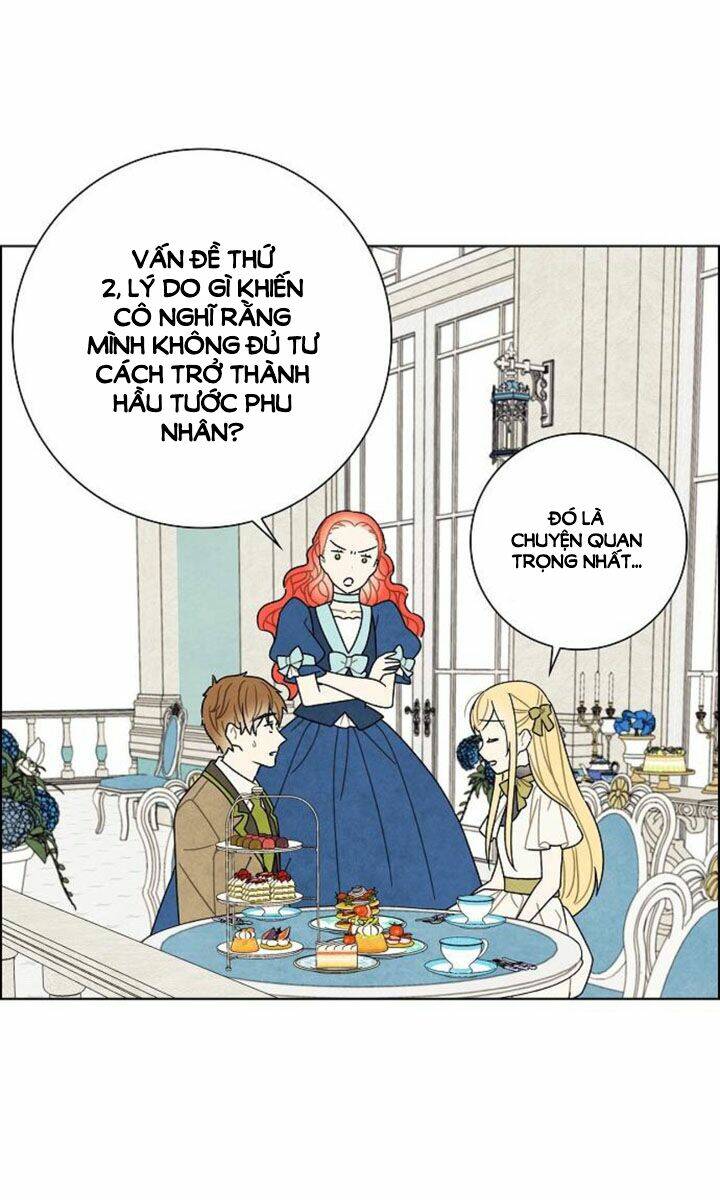 VẤN ĐỀ THỨ
2, LÝ DO GÌ KHIẾN
CÔ NGHĨ RẰNG
MÌNH KHÔNG ĐỦ TƯ
CÁCH TRỞ THÀNH
HẦU TƯỚC PHU
NHÂN?
ĐÓ LÀ
CHUYỆN QUAN
TRỌNG NHẤT...